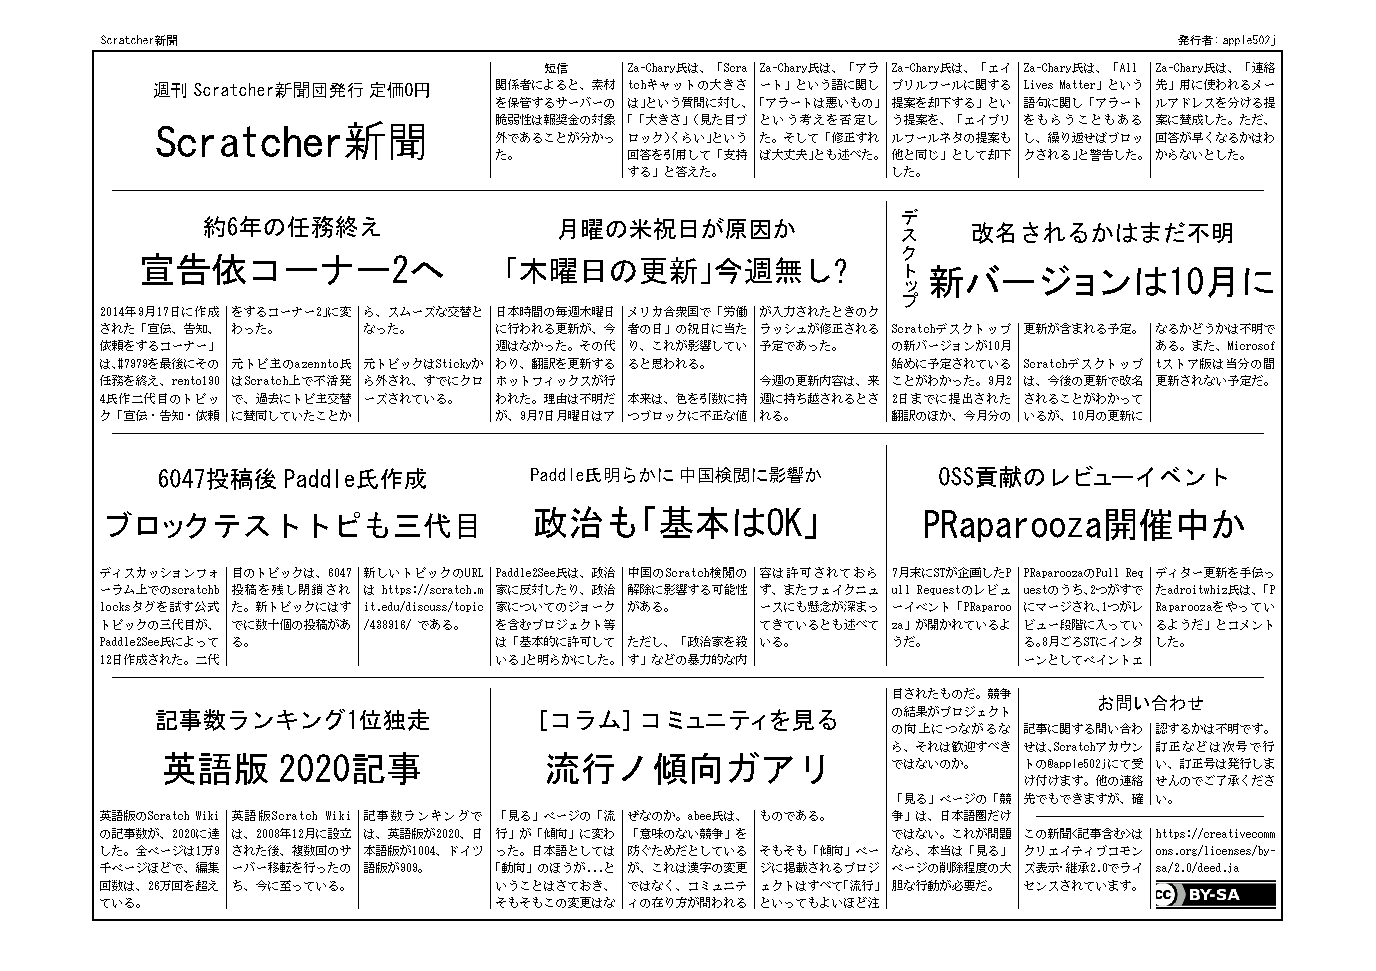 Scratcher新聞
発行者: apple502j
週刊 Scratcher新聞団発行 定価0円
Scratcher新聞
短信
関係者によると、素材
を保管するサーバーの
脆弱性は報奨金の対象
外であることが分かっ
た。
Za-Chary氏は、「Scra
tchキャットの大きさ
は」という質問に対し、
「「大きさ」(見た目ブ
ロック)くらい」という
回答を引用して「支持
する」と答えた。
Za-Chary氏は、「アラ
ート」という語に関し
「アラートは悪いもの」
という考えを否定し
た。そして「修正すれ
ば大丈夫」とも述べた。
Za-Chary氏は、「エイ
プリルフールに関する
提案を却下する」とい
う提案を、「エイプリ
ルフールネタの提案も
他と同じ」として却下
した。
Za-Chary氏は、「All
Lives Matter」という
語句に関し「アラート
をもらうこともある
し、繰り返せばブロッ
クされる」と警告した。
Za-Chary氏は、「連絡
先」用に使われるメー
ルアドレスを分ける提
案に賛成した。ただ、
回答が早くなるかはわ
からないとした。
約6年の任務終え
宣告依コーナー2へ
2014年9月17日に作成
された「宣伝、告知、
依頼をするコーナー」
は、#7979を最後にその
任務を終え、rento190
4氏作二代目のトピッ
ク「宣伝・告知・依頼
をするコーナー2」に変
わった。
元トピ主のazennto氏
はScratch上で不活発
で、過去にトピ主交替
に賛同していたことか
ら、スムーズな交替と
なった。
元トピックはStickyか
ら外され、すでにクロ
ーズされている。
月曜の米祝日が原因か
「木曜日の更新」今週無し?
日本時間の毎週木曜日
に行われる更新が、今
週はなかった。その代
わり、翻訳を更新する
ホットフィックスが行
われた。理由は不明だ
が、9月7日月曜日はア
メリカ合衆国で「労働
者の日」の祝日に当た
り、これが影響してい
ると思われる。
本来は、色を引数に持
つブロックに不正な値
が入力されたときのク
ラッシュが修正される
予定であった。
今週の更新内容は、来
週に持ち越されるとさ
れる。
デスクトップ
改名されるかはまだ不明
新バージョンは10月に
Scratchデスクトップ
の新バージョンが10月
始めに予定されている
ことがわかった。9月2
2日までに提出された
翻訳のほか、今月分の
更新が含まれる予定。
Scratchデスクトップ
は、今後の更新で改名
されることがわかって
いるが、10月の更新に
なるかどうかは不明で
ある。また、Microsof
tストア版は当分の間
更新されない予定だ。
6047投稿後 Paddle氏作成
ブロックテストトピも三代目
ディスカッションフォ
ーラム上でのscratchb
locksタグを試す公式
トピックの三代目が、
Paddle2See氏によって
12日作成された。二代
目のトピックは、6047
投稿を残し閉鎖され
た。新トピックにはす
でに数十個の投稿があ
る。
新しいトピックのURL
は https://scratch.m
it.edu/discuss/topic
/438916/ である。
Paddle氏明らかに 中国検閲に影響か
政治も「基本はOK」
Paddle2See氏は、政治
家に反対したり、政治
家についてのジョーク
を含むプロジェクト等
は「基本的に許可して
いる」と明らかにした。
中国のScratch検閲の
解除に影響する可能性
がある。
ただし、「政治家を殺
す」などの暴力的な内
容は許可されておら
ず、またフェイクニュ
ースにも懸念が深まっ
てきているとも述べて
いる。
OSS貢献のレビューイベント
PRaparooza開催中か
7月末にSTが企画したP
ull Requestのレビュ
ーイベント「PRaparoo
za」が開かれているよ
うだ。
PRaparoozaのPull Req
uestのうち、2つがすで
にマージされ、1つがレ
ビュー段階に入ってい
る。8月ごろSTにインタ
ーンとしてペイントエ
ディター更新を手伝っ
たadroitwhiz氏は、「P
Raparoozaをやってい
るようだ」とコメント
した。
記事数ランキング1位独走
英語版 2020記事
英語版のScratch Wiki
の記事数が、2020に達
した。全ページは1万9
千ページほどで、編集
回数は、26万回を超え
ている。
英語版Scratch Wiki
は、2008年12月に設立
された後、複数回のサ
ーバー移転を行ったの
ち、今に至っている。
記事数ランキングで
は、英語版が2020、日
本語版が1004、ドイツ
語版が909。
[コラム] コミュニティを見る
流行ノ傾向ガアリ
「見る」ページの「流
行」が「傾向」に変わ
った。日本語としては
「動向」のほうが...と
いうことはさておき、
そもそもこの変更はな
ぜなのか。abee氏は、
「意味のない競争」を
防ぐためだとしている
が、これは漢字の変更
ではなく、コミュニテ
ィの在り方が問われる
ものである。
そもそも「傾向」ペー
ジに掲載されるプロジ
ェクトはすべて「流行」
といってもよいほど注
目されたものだ。競争
の結果がプロジェクト
の向上につながるな
ら、それは歓迎すべき
ではないのか。
「見る」ページの「競
争」は、日本語圏だけ
ではない。これが問題
なら、本当は「見る」
ページの削除程度の大
胆な行動が必要だ。
お問い合わせ
記事に関する問い合わ
せは、Scratchアカウン
トの@apple502jにて受
け付けます。他の連絡
先でもできますが、確
認するかは不明です。
訂正などは次号で行
い、訂正号は発行しま
せんのでご了承くださ
い。
この新聞<記事含む>は
クリエイティブコモン
ズ表示・継承2.0でライ
センスされています。
https://creativecomm
ons.org/licenses/by-
sa/2.0/deed.ja
cc BY-SA